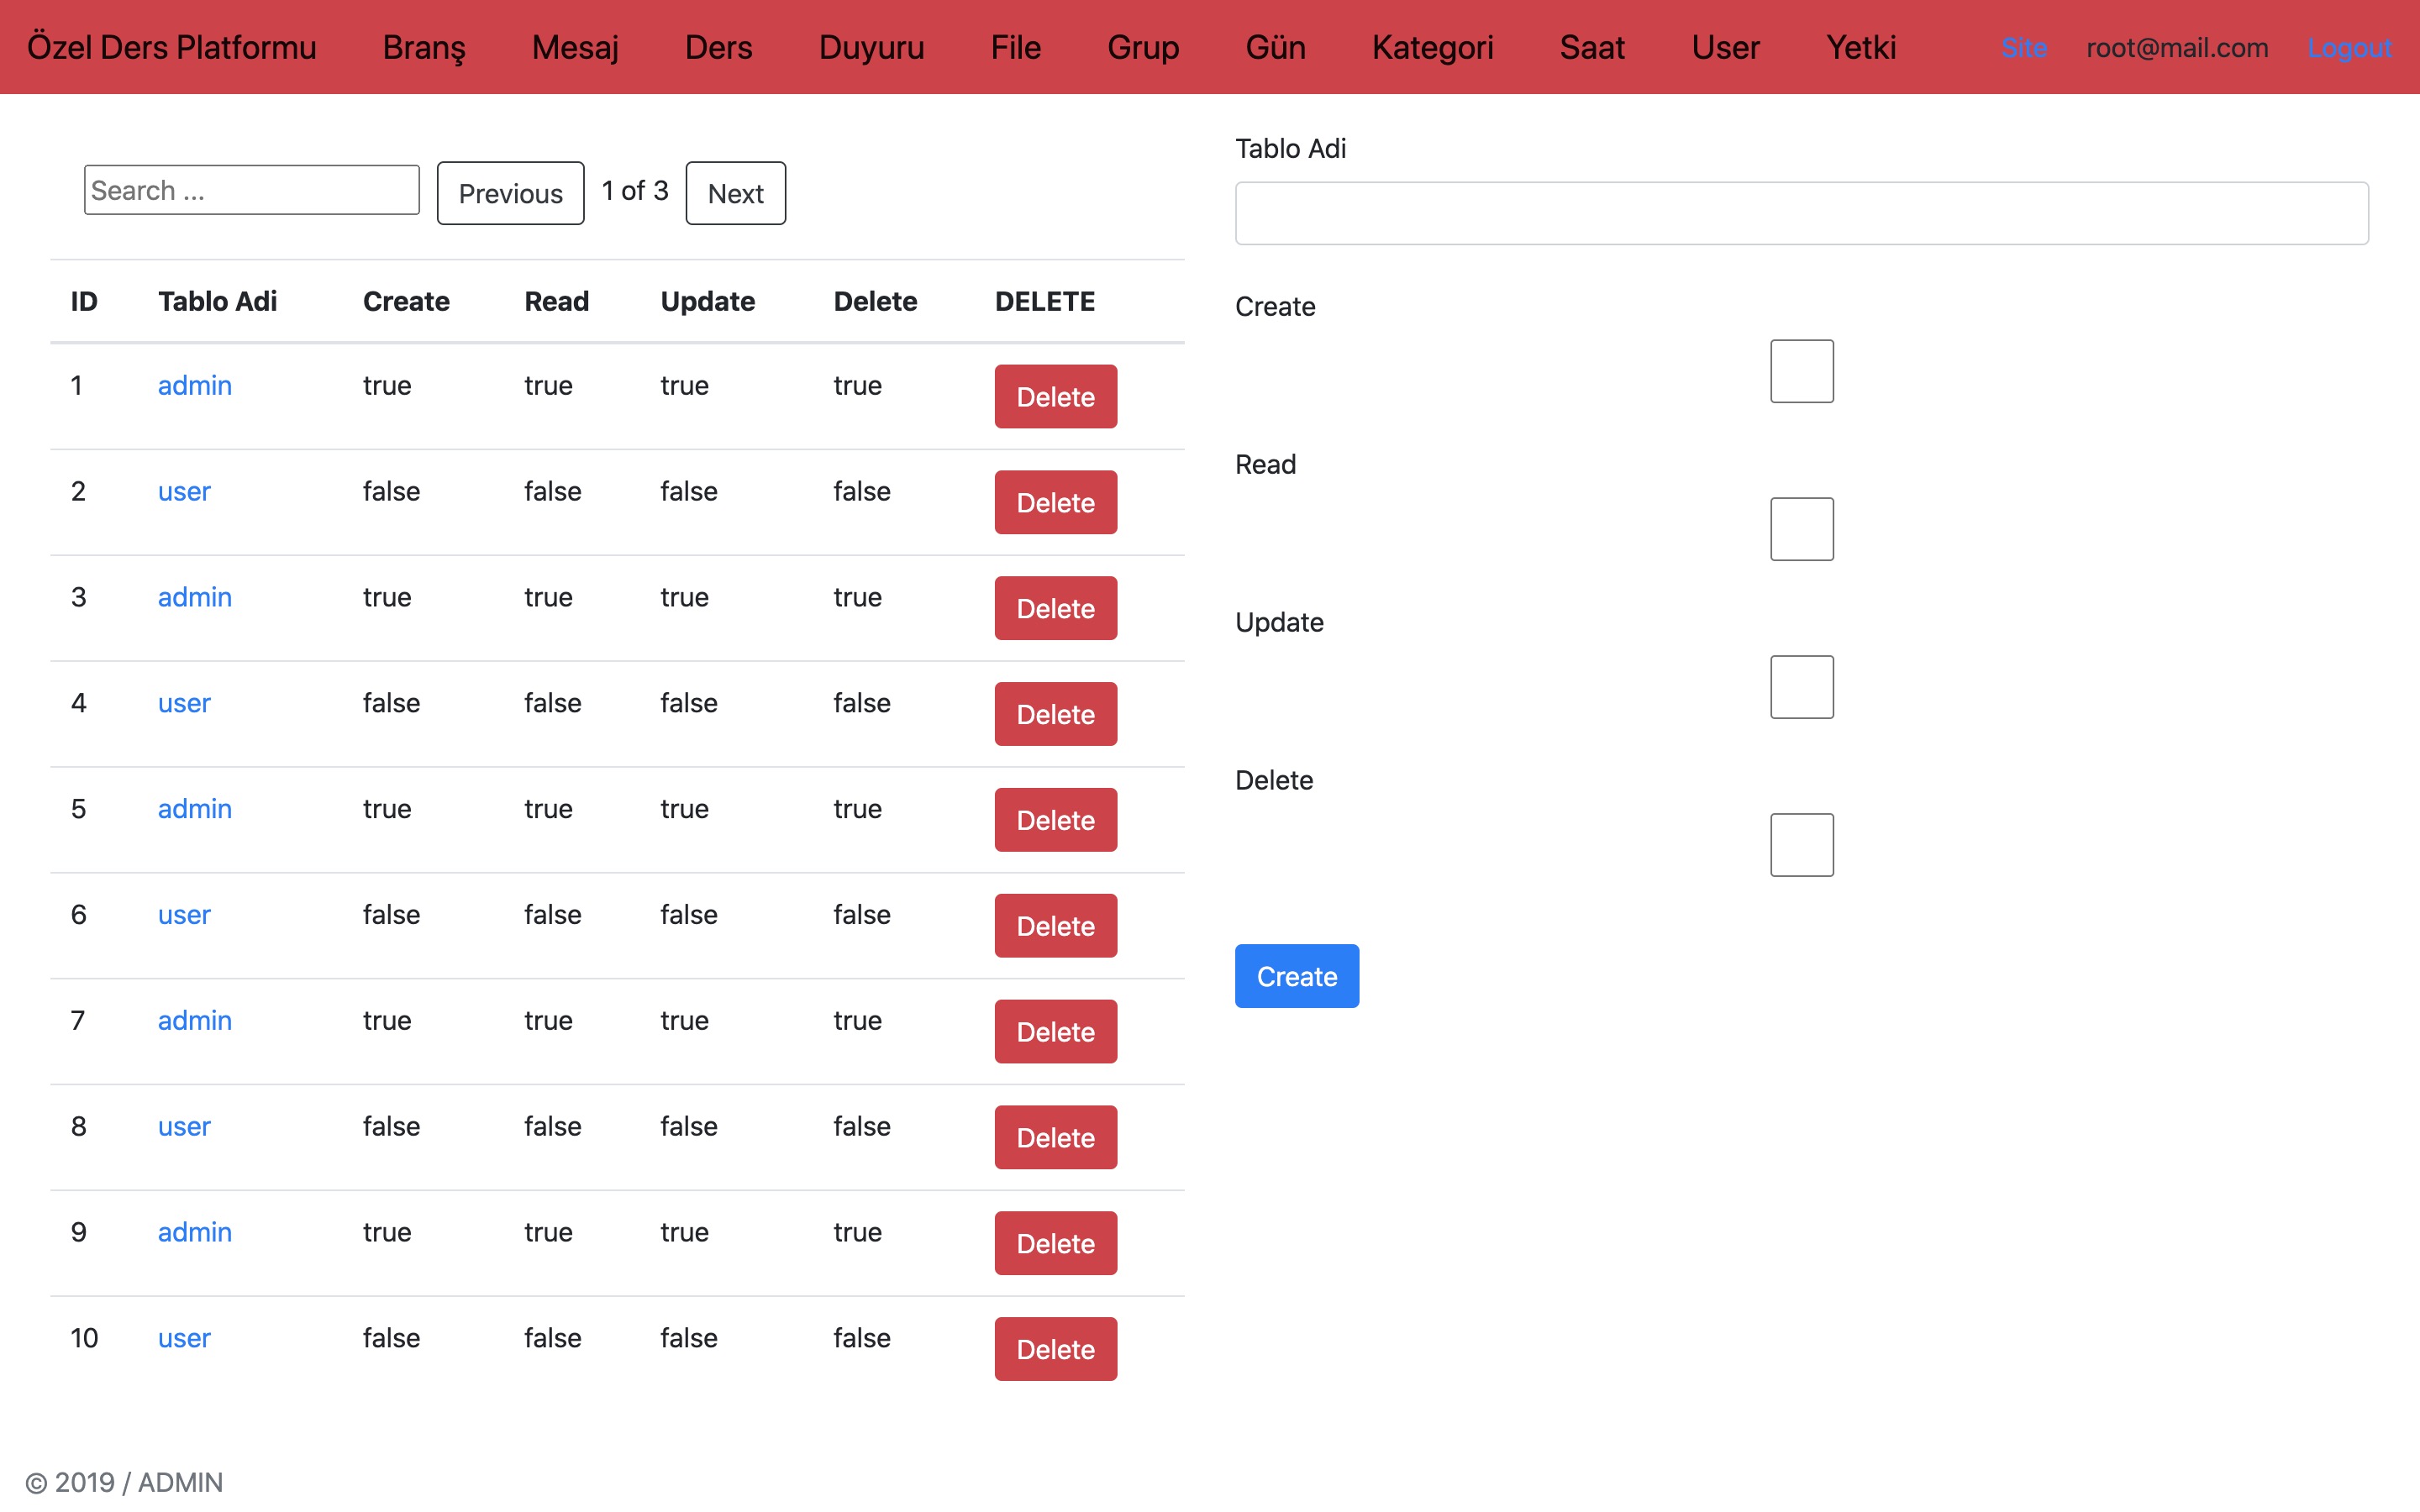 Özel Ders Platformu Branş Mesaj Ders Duyuru File Grup Gün Kategori Saat User Yetki Site root@mail.com Logout
Search ... Previous 1 of 3 Next
ID Tablo Adi Create Read Update Delete DELETE
1 admin true true true true Delete
2 user false false false false Delete
3 admin true true true true Delete
4 user false false false false Delete
5 admin true true true true Delete
6 user false false false false Delete
7 admin true true true true Delete
8 user false false false false Delete
9 admin true true true true Delete
10 user false false false false Delete
Tablo Adi
Create
Read
Update
Delete
Create
© 2019 / ADMIN